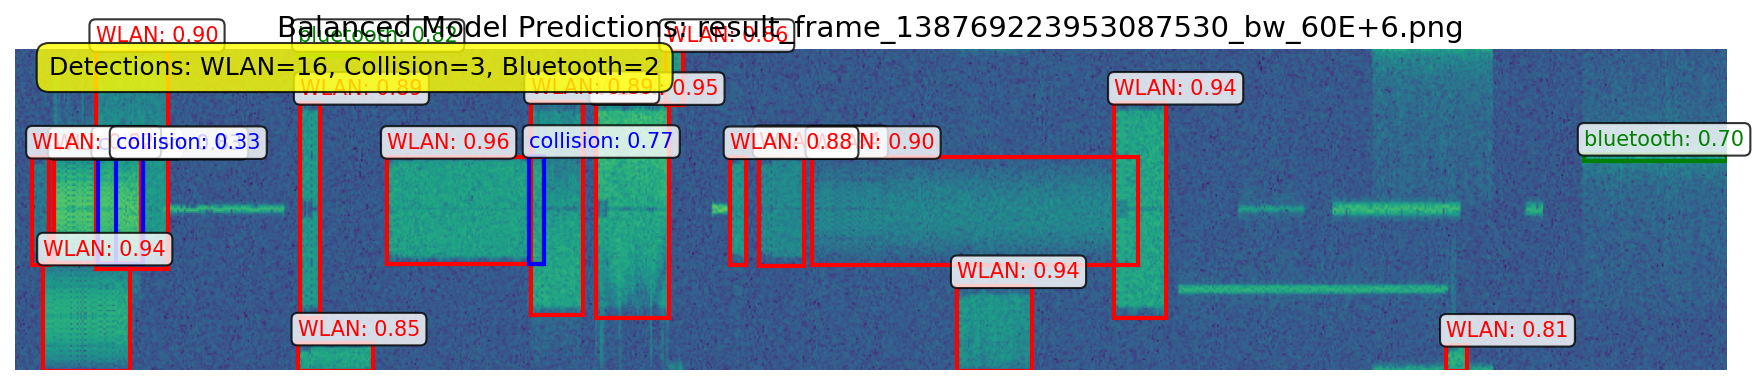 Balanced Model Predictions: result_frame_138769223953087530_bw_60E+6.png
WLAN: 0.90
bluetooth: 0.82
WLAN: 0.86
Detections: WLAN=16, Collision=3, Bluetooth=2
WLAN: 0.89
WLAN: 0.89
0.95
WLAN: 0.94
WLAN:
collision: 0.33
WLAN: 0.96
collision: 0.77
WLAN: 0.88
N: 0.90
bluetooth: 0.70
WLAN: 0.94
WLAN: 0.94
WLAN: 0.85
WLAN: 0.81